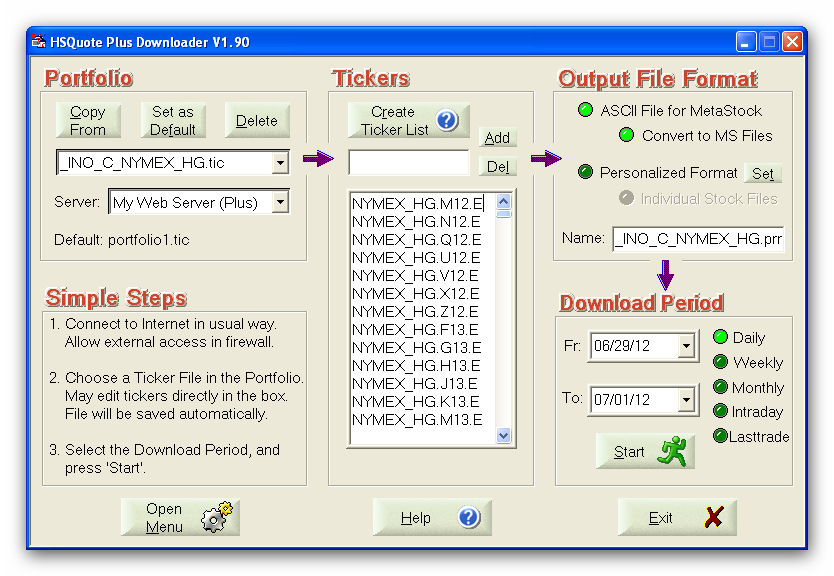 HSQuote Plus Downloader V1.90
Portfolio
Copy From
Set as Default
Delete
_INO_C_NYMEX_HG.tic
Server: My Web Server (Plus)
Default: portfolio1.tic
Simple Steps
1. Connect to Internet in usual way.
Allow external access in firewall.
2. Choose a Ticker File in the Portfolio.
May edit tickers directly in the box.
File will be saved automatically.
3. Select the Download Period, and
press 'Start'.
Open Menu
Tickers
Create Ticker List
Add
Del
NYMEX_HG.M12.E
NYMEX_HG.N12.E
NYMEX_HG.Q12.E
NYMEX_HG.U12.E
NYMEX_HG.V12.E
NYMEX_HG.X12.E
NYMEX_HG.Z12.E
NYMEX_HG.F13.E
NYMEX_HG.G13.E
NYMEX_HG.H13.E
NYMEX_HG.J13.E
NYMEX_HG.K13.E
NYMEX_HG.M13.E
Help
Output File Format
ASCII File for MetaStock
Convert to MS Files
Personalized Format Set
Individual Stock Files
Name: _INO_C_NYMEX_HG.prn
Download Period
Fr: 06/29/12
To: 07/01/12
Daily
Weekly
Monthly
Intraday
Lasttrade
Start
Exit